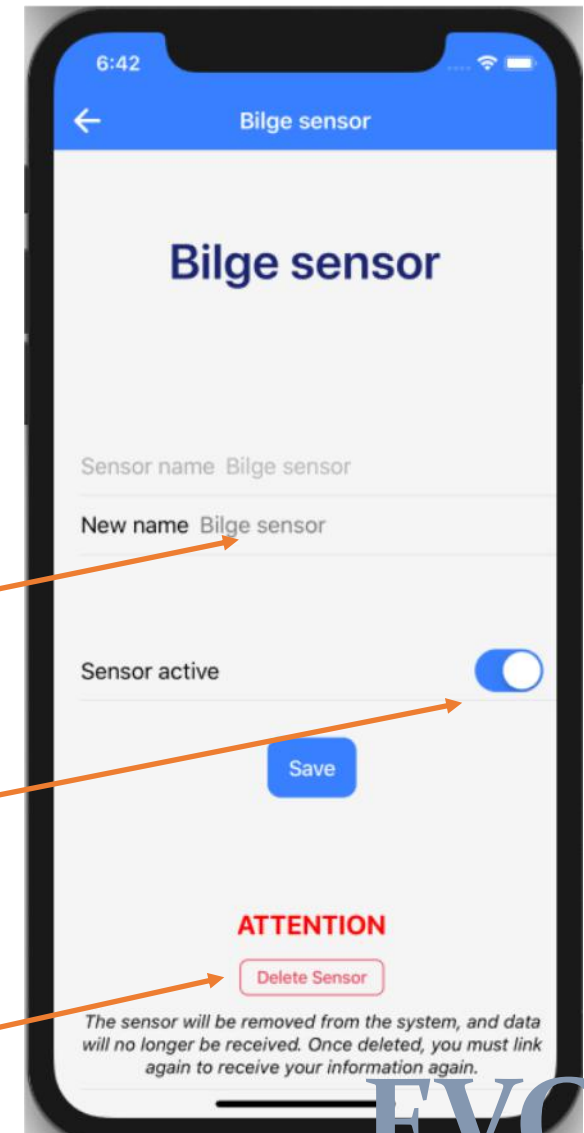 6:42
Bilge sensor
Bilge sensor
Sensor name Bilge sensor
New name Bilge sensor
Sensor active
Save
ATTENTION
Delete Sensor
The sensor will be removed from the system, and data
will no longer be received. Once deleted, you must link
again to receive your information again.
EVC